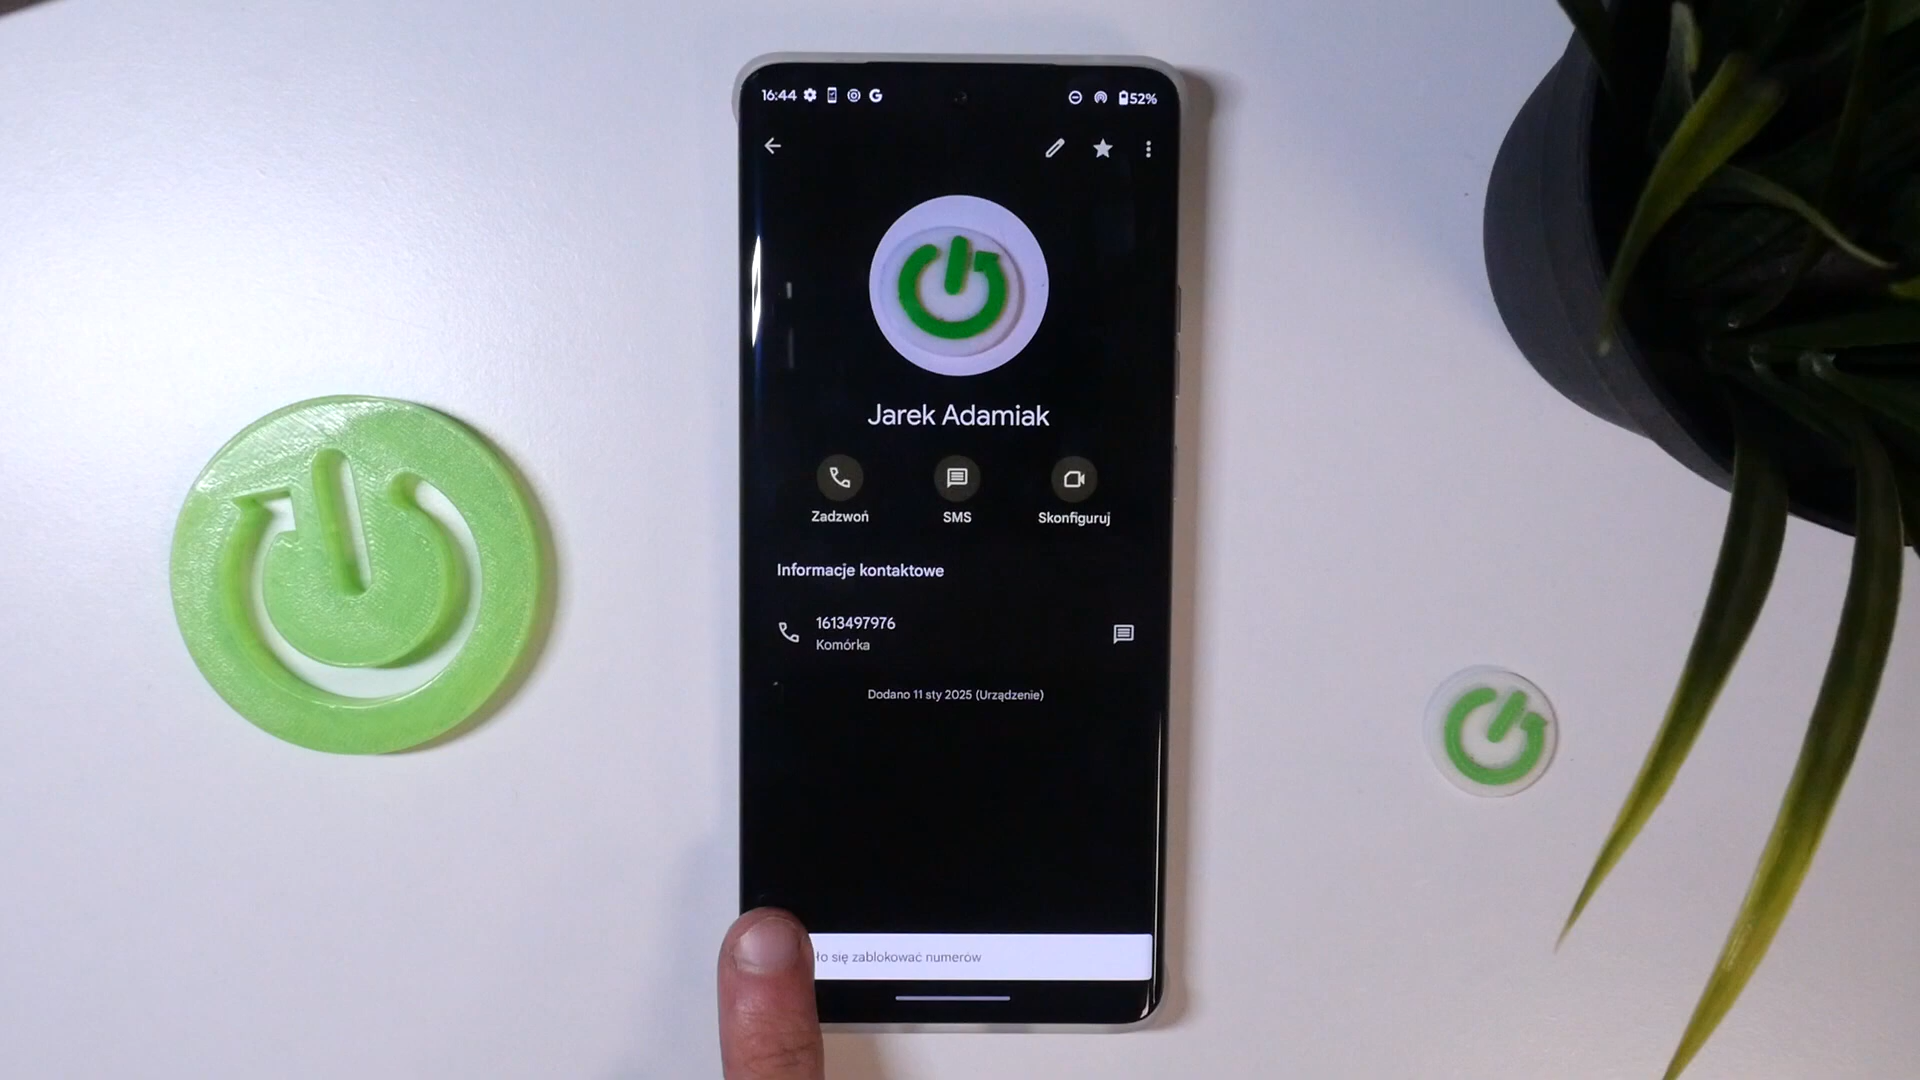 16:44
52%
Jarek Adamiak
Zadzwoń
SMS
Skonfiguruj
Informacje kontaktowe
1613497976
Komórka
Dodano 11 sty 2025 (Urządzenie)
się zablokować numerów